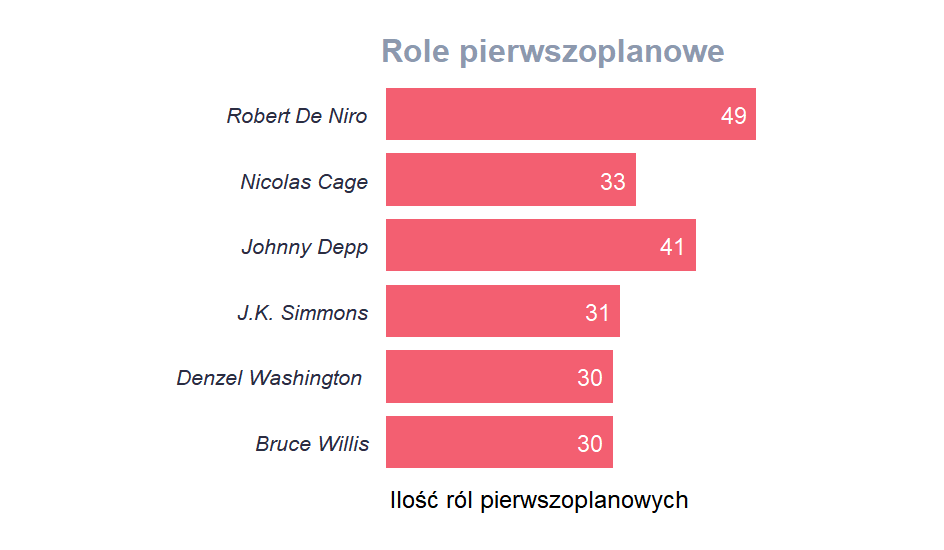 Role pierwszoplanowe
Robert De Niro 49
Nicolas Cage 33
Johnny Depp 41
J.K. Simmons 31
Denzel Washington 30
Bruce Willis 30
Ilość ról pierwszoplanowych